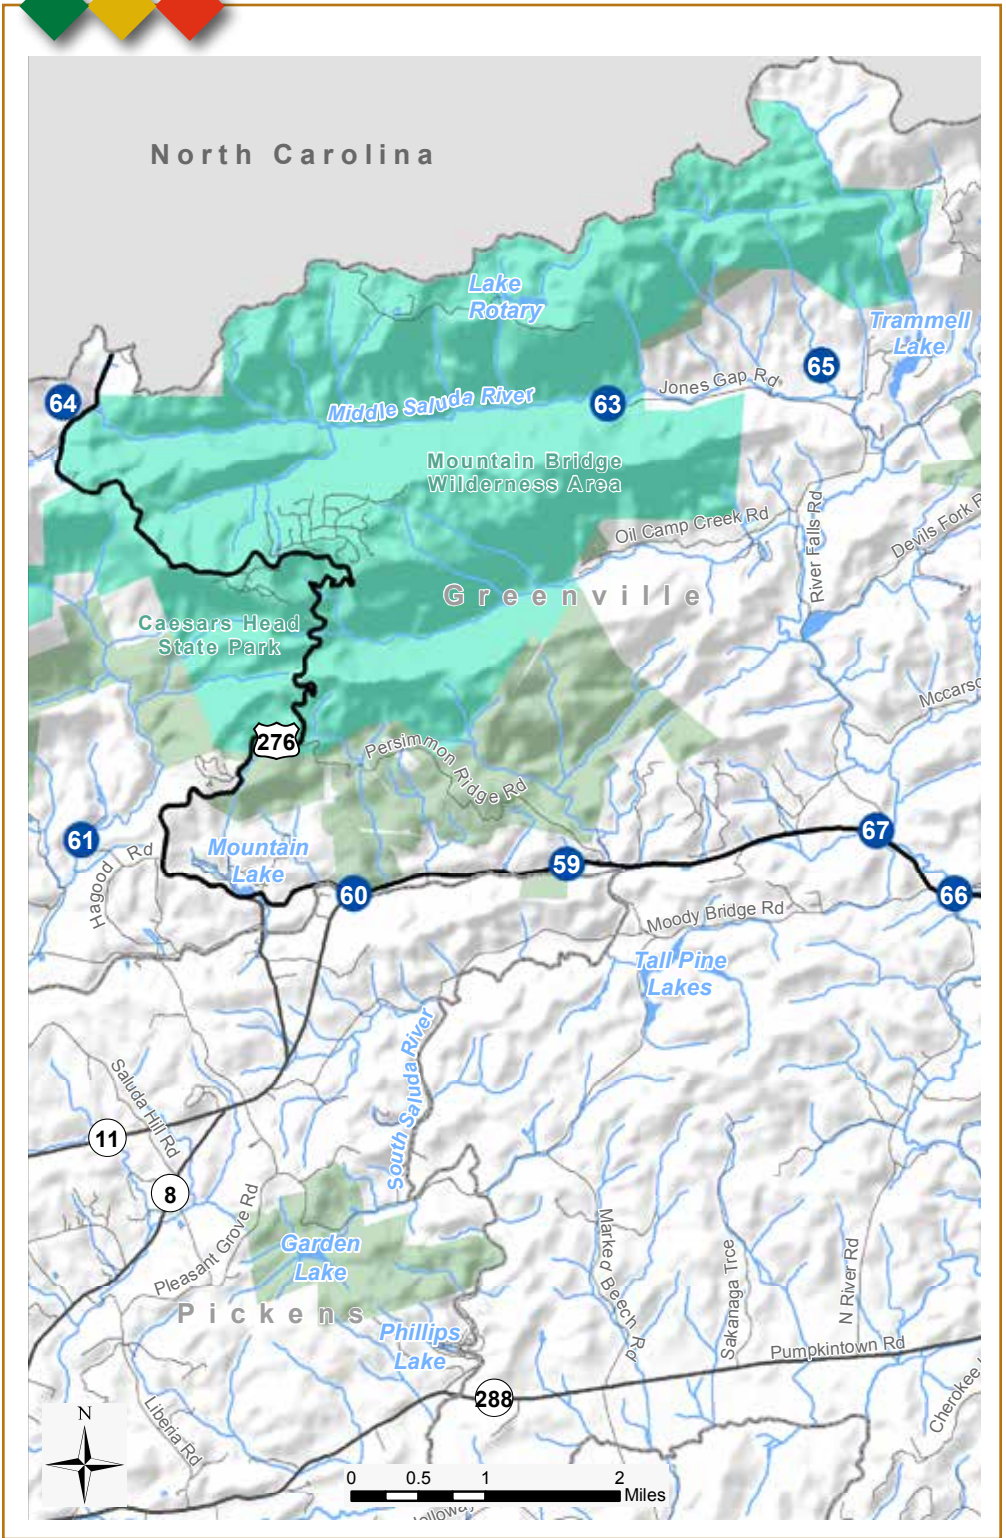 North Carolina
Lake
Rotary
Trammell
Lake
65
Jones Gap Rd
64
Middle Saluda River
63
Mountain Bridge
Wilderness Area
Oil Camp Creek Rd
River Falls Rd
Devils Fork R
Greenville
Caesars Head
State Park
Mccarso
276
Persimmon Ridge Rd
61
Hagood Rd
Mountain
Lake
67
59
60
66
Moody Bridge Rd
Tall Pine
Lakes
South Saluda River
Saluda Hill Rd
11
8
Pleasant Grove Rd
Garden
Lake
Pickens
Phillips
Lake
Beech
Sakanaga Trce
N River Rd
Pumpkintown Rd
288
Cherokee
Liberia Rd
N
0 0.5 1 2
Miles